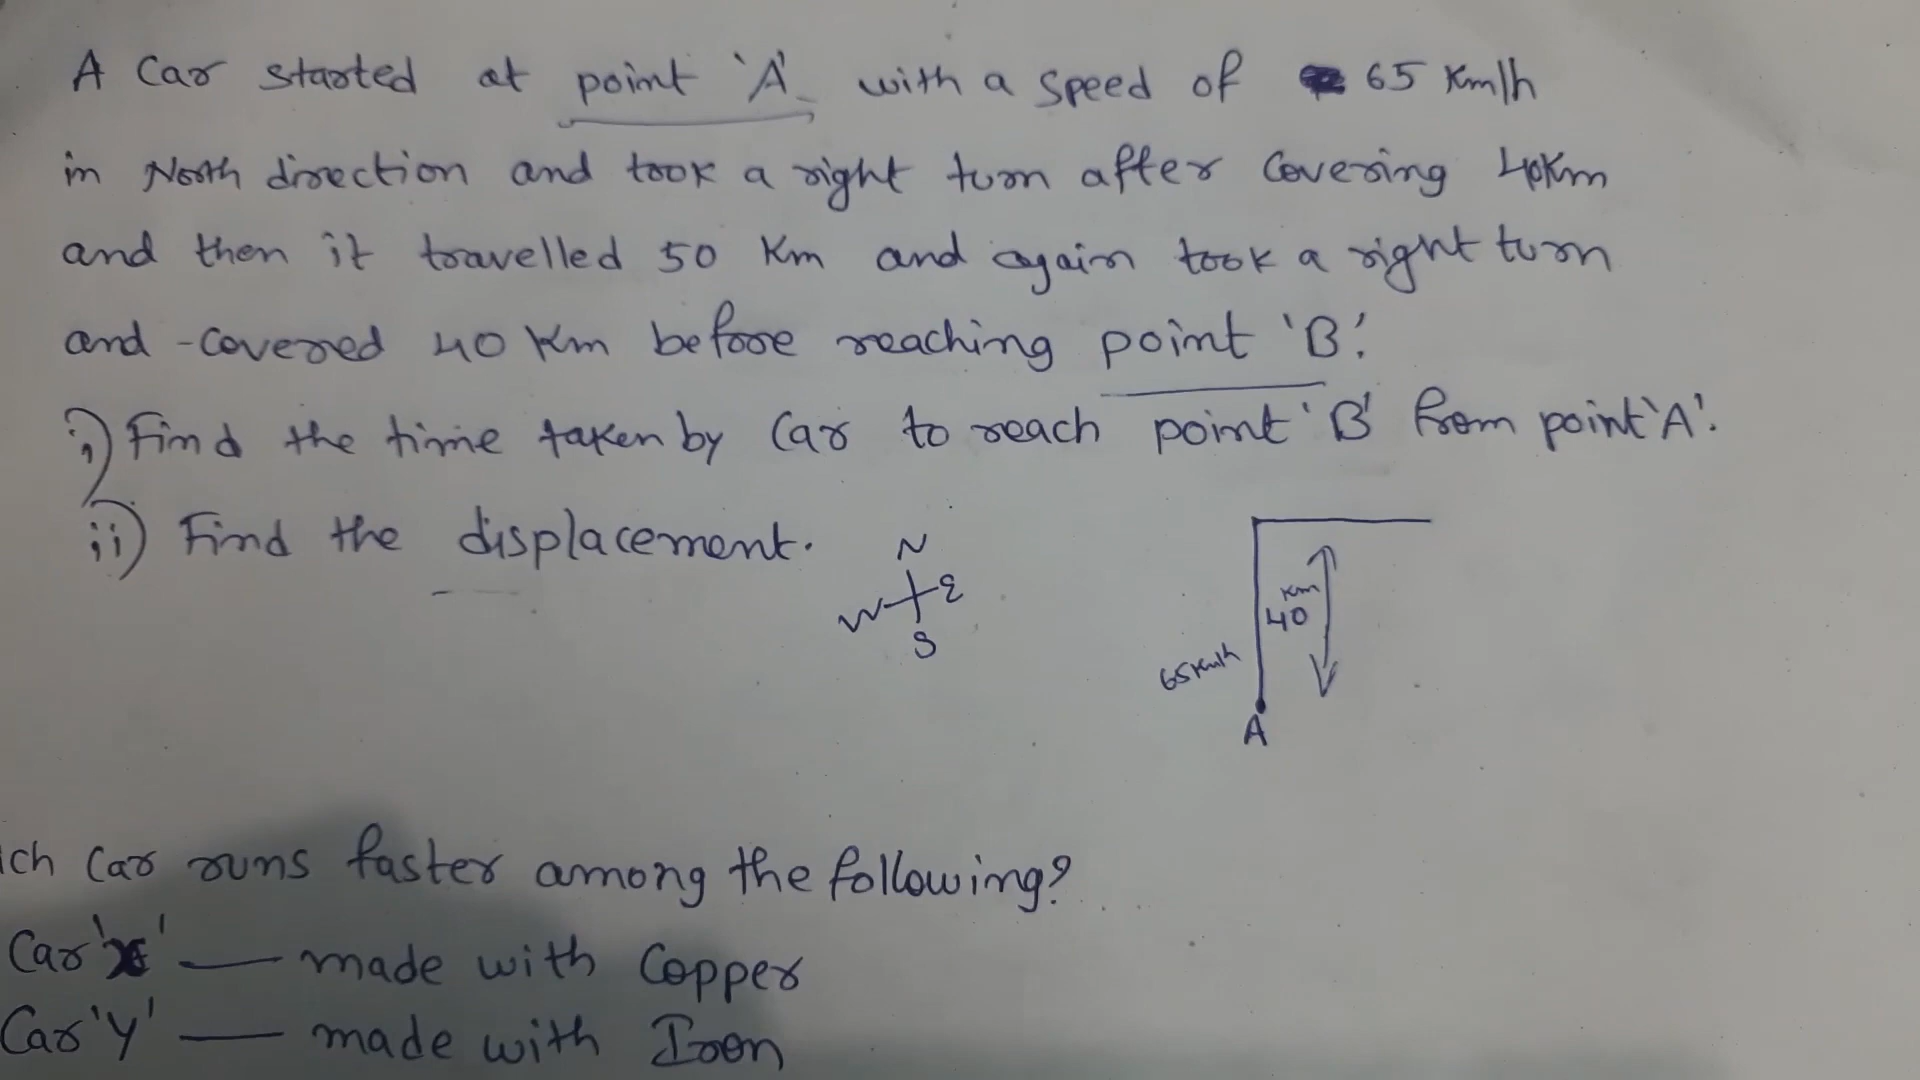 A Car started at point 'A' with a speed of 65 Km/h
in North direction and took a right turn after Covering 40Km
and then it travelled 50 Km and again took a right turn
and covered 40 Km before reaching point 'B'.
i) Find the time taken by Car to reach point 'B' from point 'A'.
ii) Find the displacement.
N
W E
S
Km
40
65Km/h
A
ich Car runs faster among the following?
Car 'X' — made with Copper
Car 'Y' — made with Iron